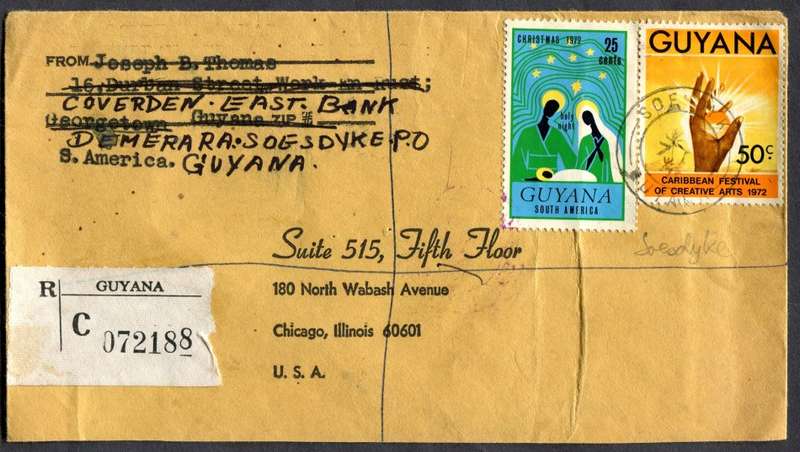 FROM Joseph B. Thomas
16, Durban Street, Work-en-Rust;
COVERDEN. EAST. BANK
Georgetown Guyana ZIP
DEMERARA. SOESDYKE. P.O
S. America. GUYANA.
CHRISTMAS 1972
25
cents
holy
night
GUYANA
SOUTH AMERICA
GUYANA
50c
CARIBBEAN FESTIVAL
OF CREATIVE ARTS 1972
Soesdyke
Suite 515, Fifth Floor
180 North Wabash Avenue
Chicago, Illinois 60601
U. S. A.
R GUYANA
C 072188